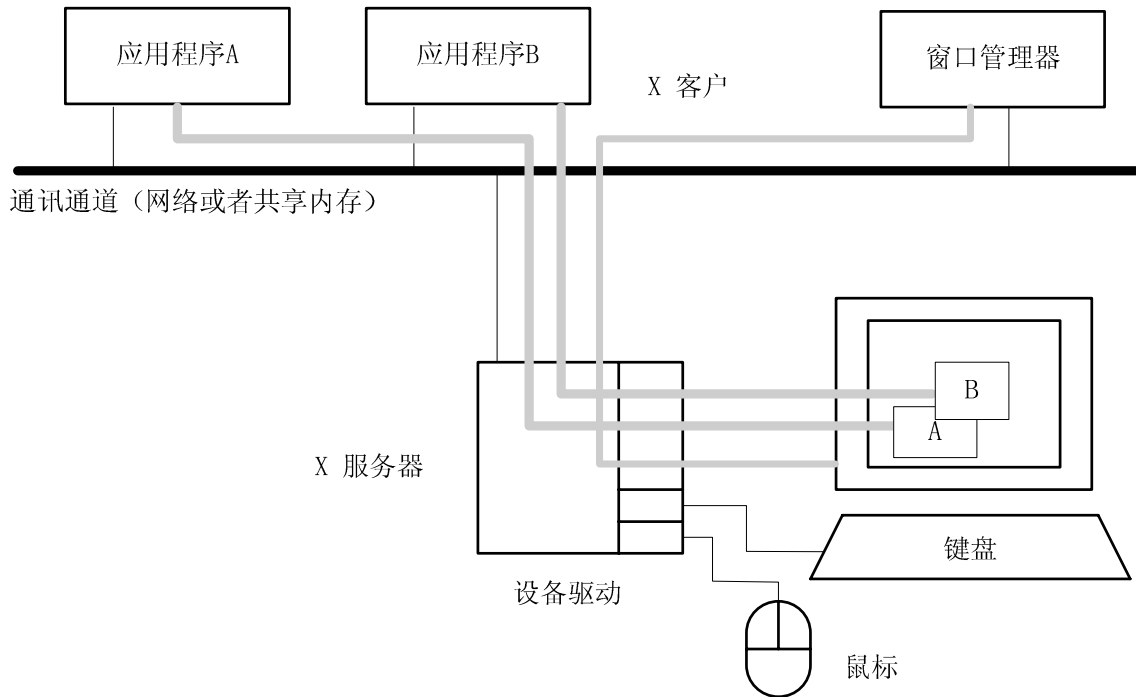 应用程序A
应用程序B
X 客户
窗口管理器
通讯通道（网络或者共享内存）
B
A
X 服务器
键盘
设备驱动
鼠标